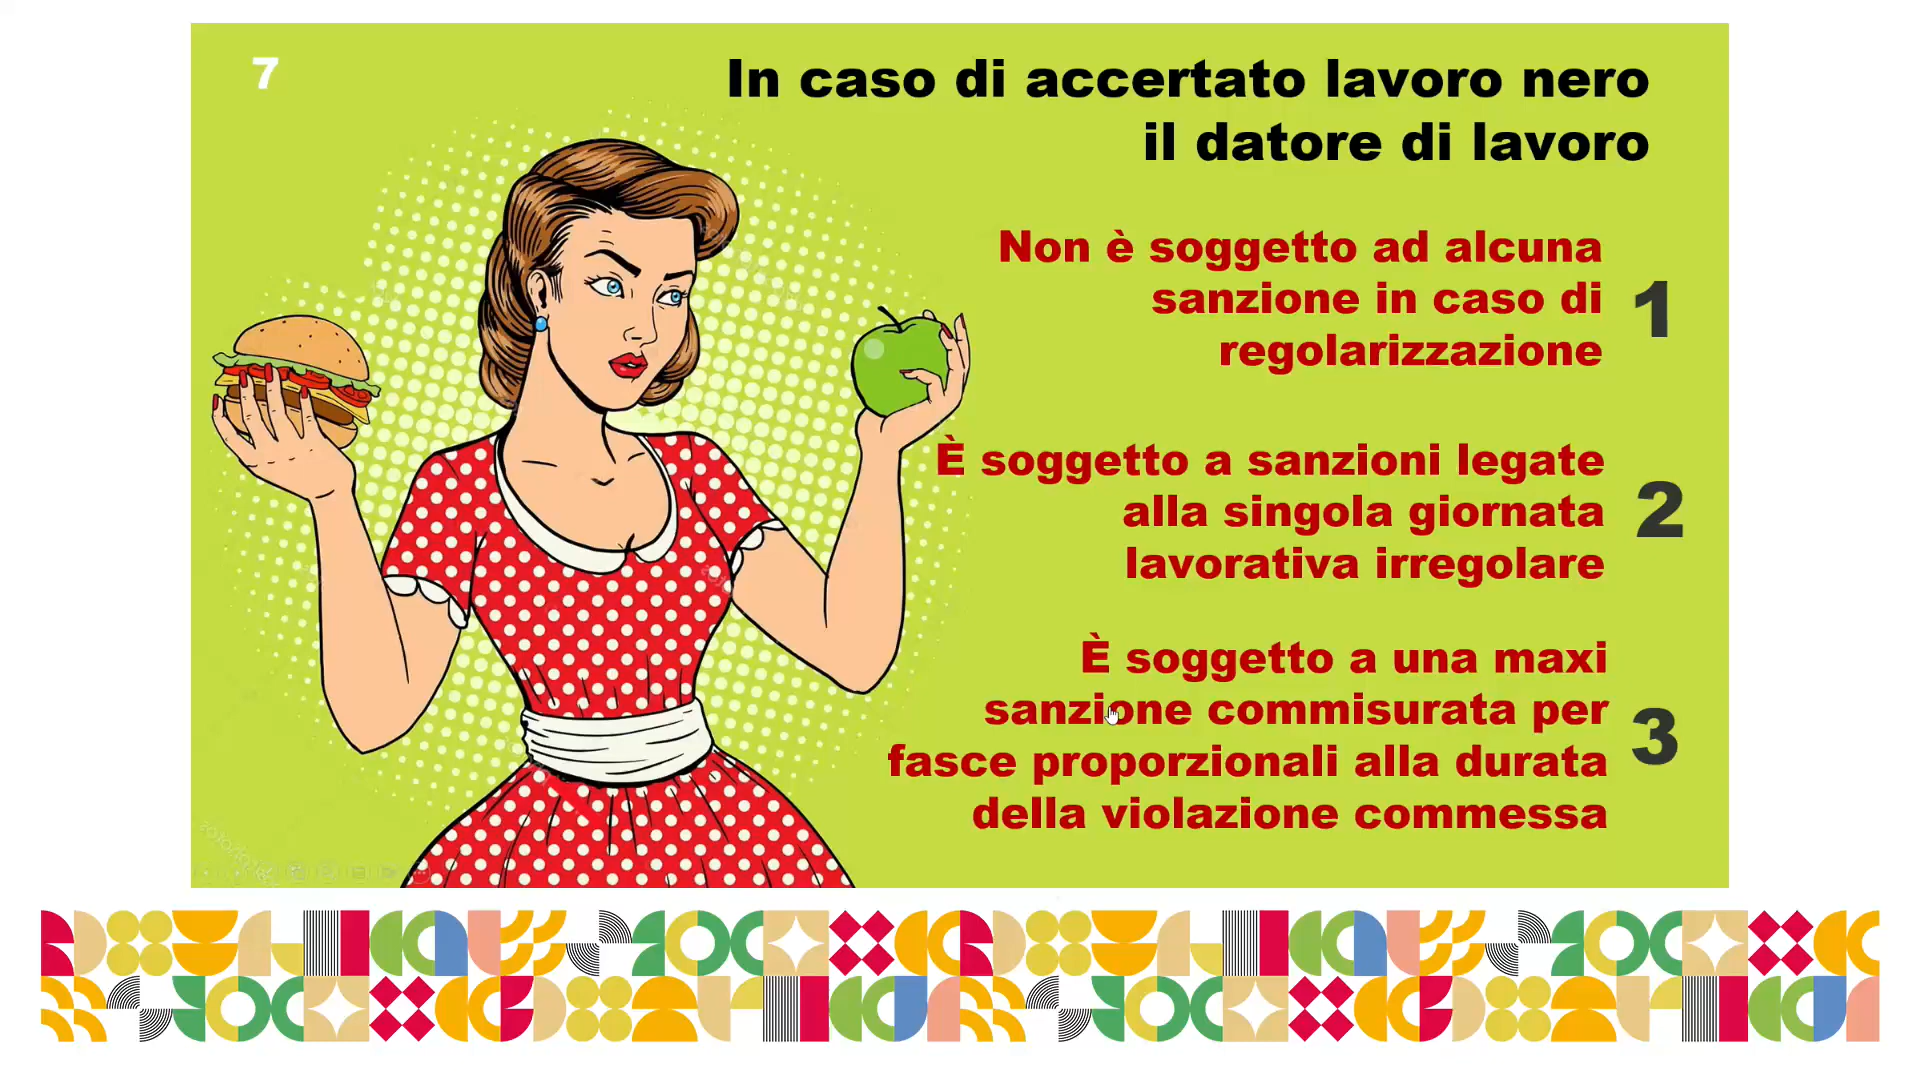 7
In caso di accertato lavoro nero
il datore di lavoro
Non è soggetto ad alcuna
sanzione in caso di
regolarizzazione
1
È soggetto a sanzioni legate
alla singola giornata
lavorativa irregolare
2
È soggetto a una maxi
sanzione commisurata per
fasce proporzionali alla durata
della violazione commessa
3